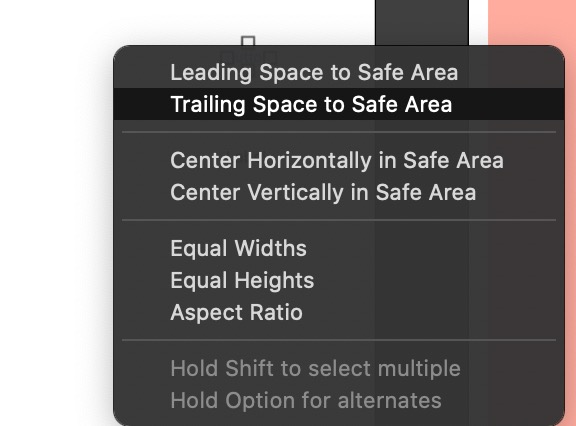 Leading Space to Safe Area
Trailing Space to Safe Area
Center Horizontally in Safe Area
Center Vertically in Safe Area
Equal Widths
Equal Heights
Aspect Ratio
Hold Shift to select multiple
Hold Option for alternates